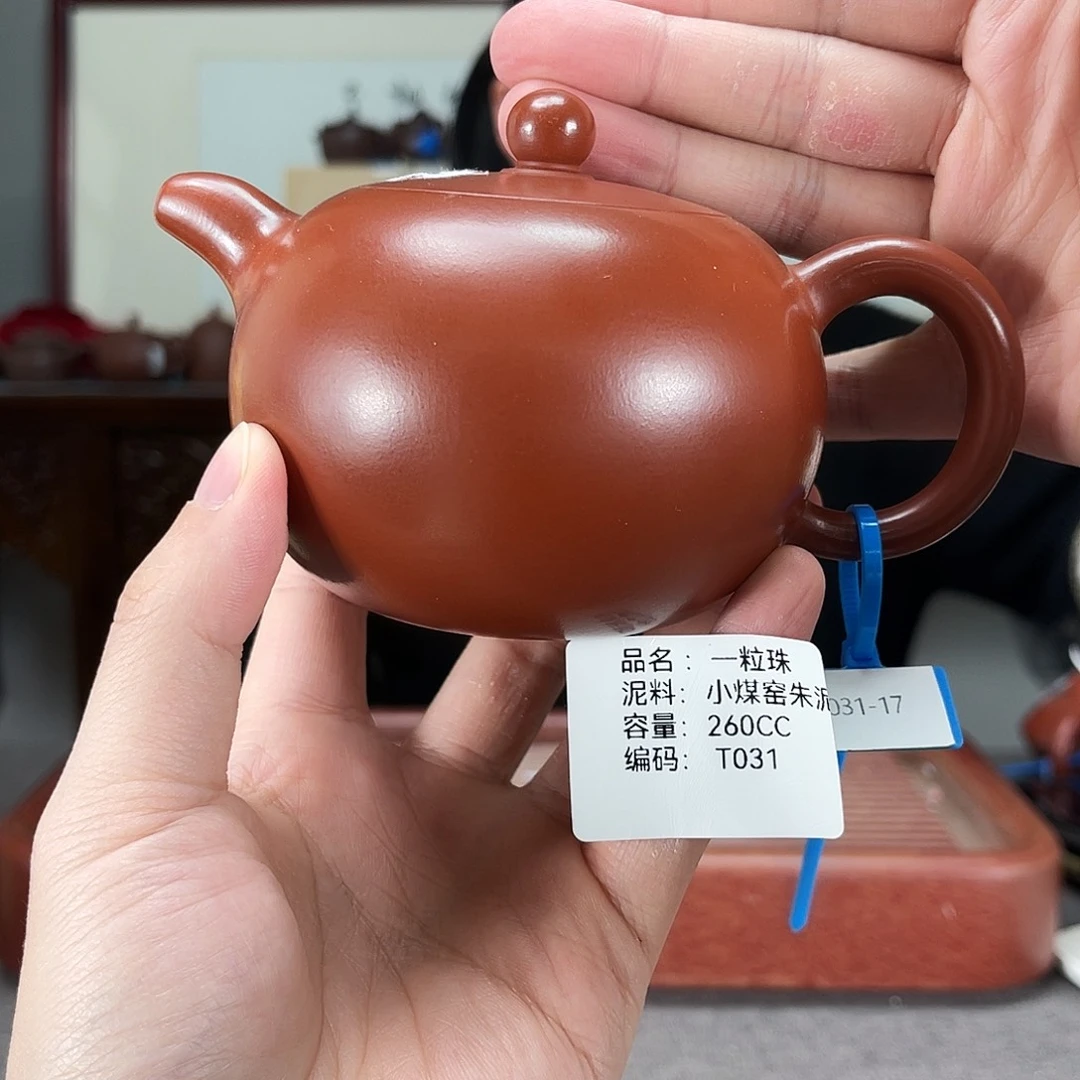 品名：一粒珠
泥料：小煤窑朱泥
容量：260CC
编码：T031
031-17